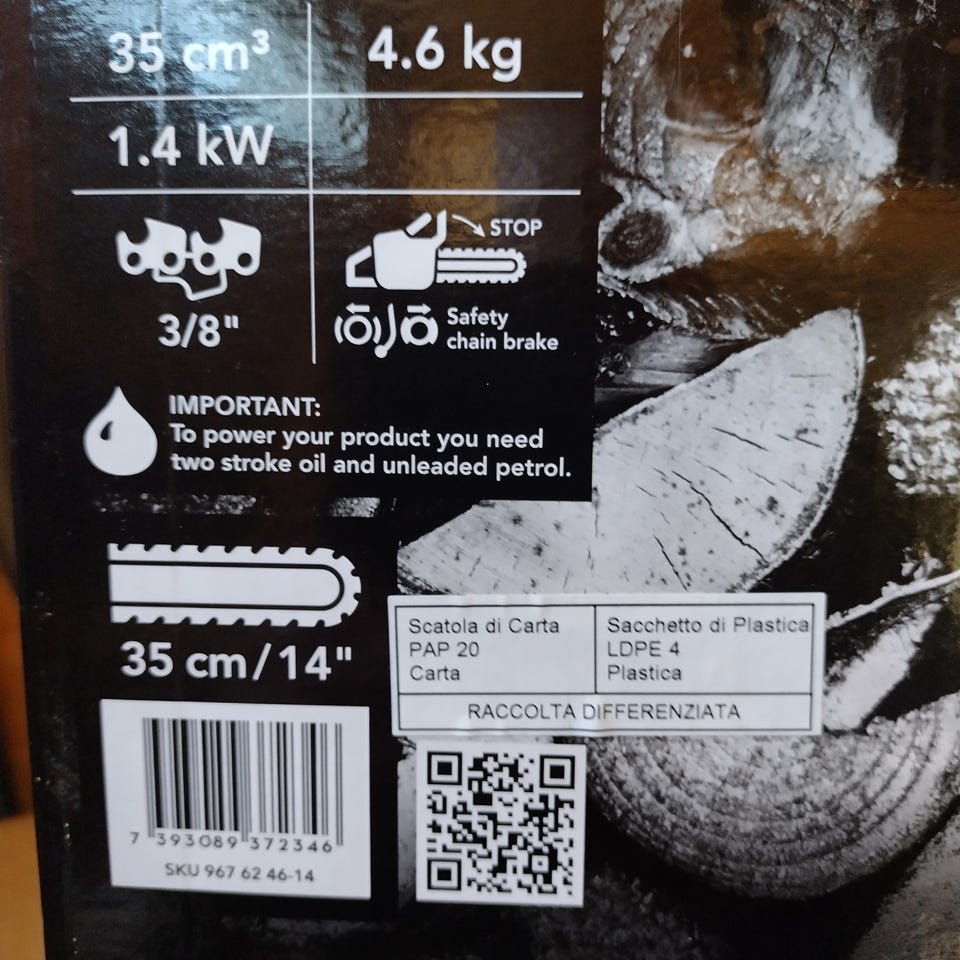 35 cm³ 4.6 kg
1.4 kW
STOP
3/8"
Safety
chain brake
IMPORTANT:
To power your product you need
two stroke oil and unleaded petrol.
35 cm/14"
Scatola di Carta
PAP 20
Carta
Sacchetto di Plastica
LDPE 4
Plastica
RACCOLTA DIFFERENZIATA
7 393089 372346
SKU 967 62 46-14